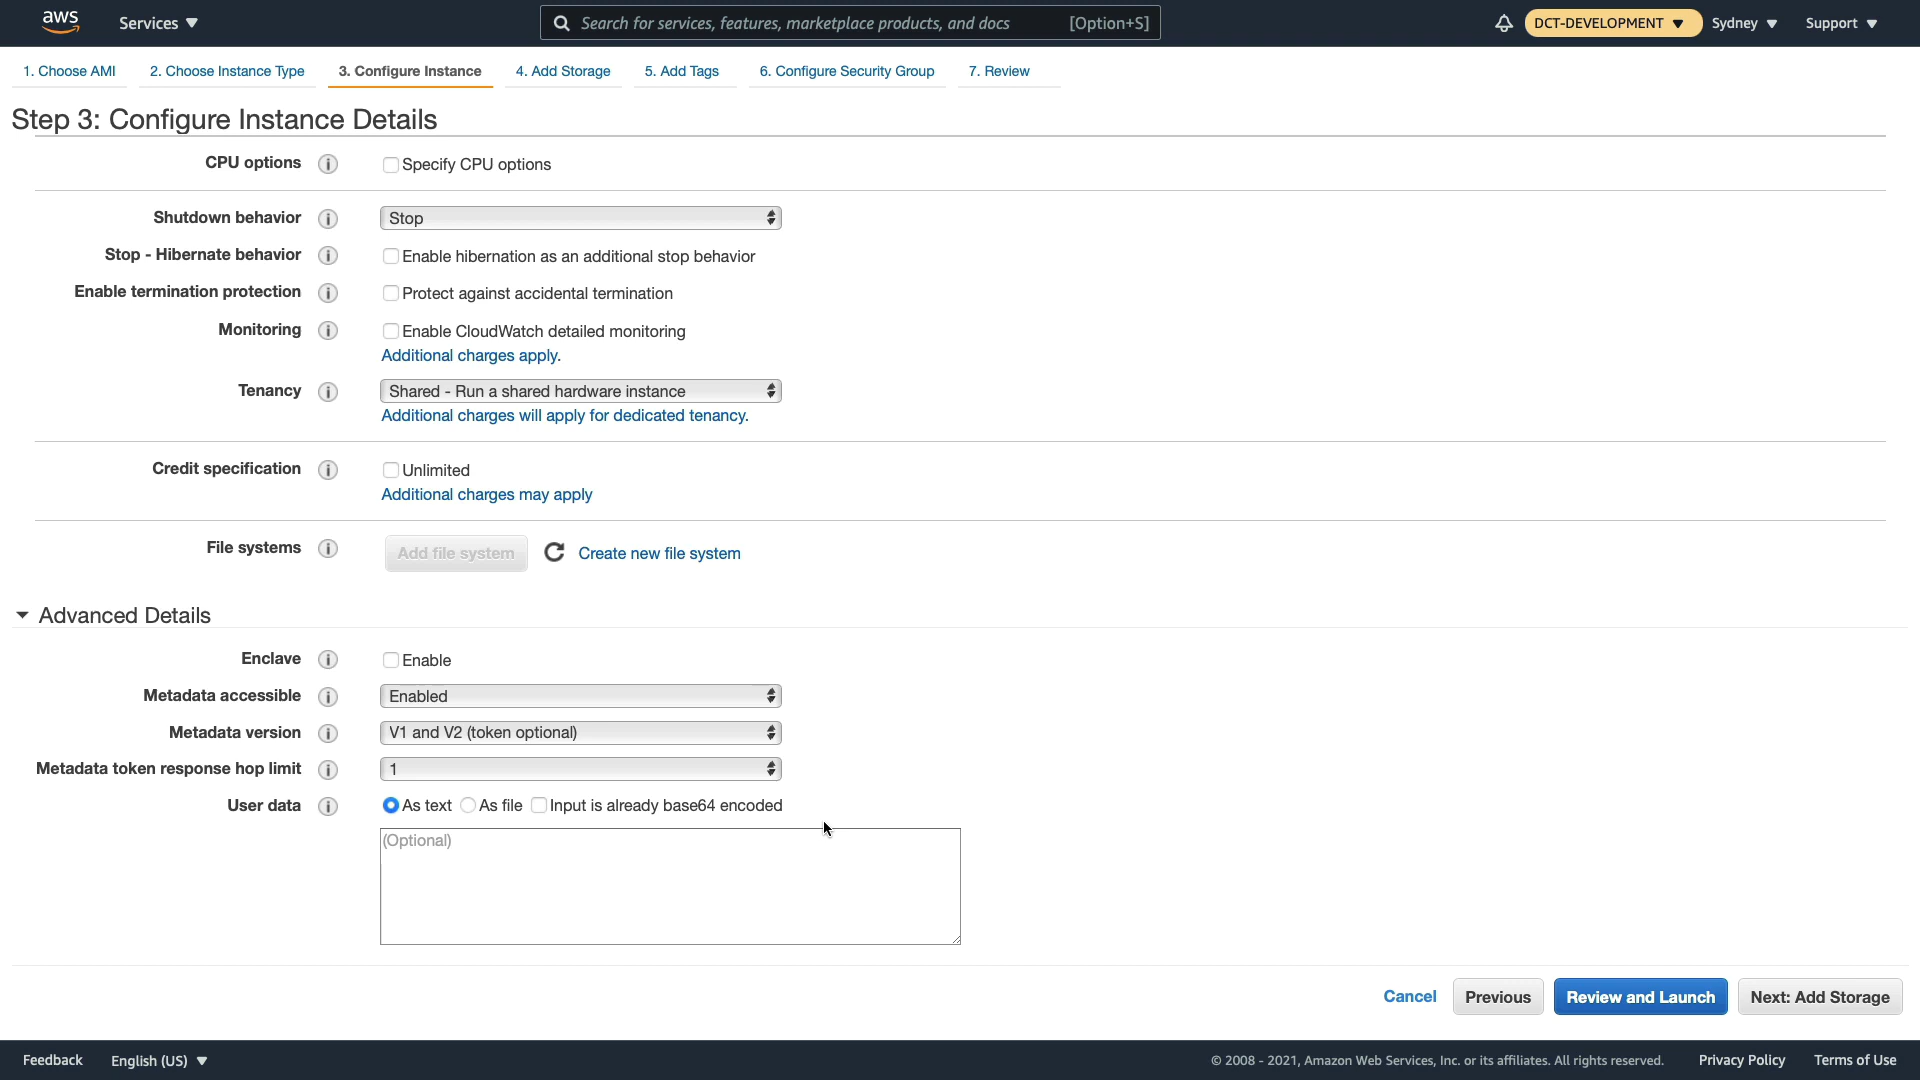 aws Services Search for services, features, marketplace products, and docs [Option+S] DCT-DEVELOPMENT Sydney Support
1. Choose AMI 2. Choose Instance Type 3. Configure Instance 4. Add Storage 5. Add Tags 6. Configure Security Group 7. Review
Step 3: Configure Instance Details
CPU options i Specify CPU options
Shutdown behavior i Stop
Stop - Hibernate behavior i Enable hibernation as an additional stop behavior
Enable termination protection i Protect against accidental termination
Monitoring i Enable CloudWatch detailed monitoring
Additional charges apply.
Tenancy i Shared - Run a shared hardware instance
Additional charges will apply for dedicated tenancy.
Credit specification i Unlimited
Additional charges may apply
File systems i Add file system Create new file system
Advanced Details
Enclave i Enable
Metadata accessible i Enabled
Metadata version i V1 and V2 (token optional)
Metadata token response hop limit i 1
User data i As text As file Input is already base64 encoded
(Optional)
Cancel Previous Review and Launch Next: Add Storage
Feedback English (US) © 2008 - 2021, Amazon Web Services, Inc. or its affiliates. All rights reserved. Privacy Policy Terms of Use